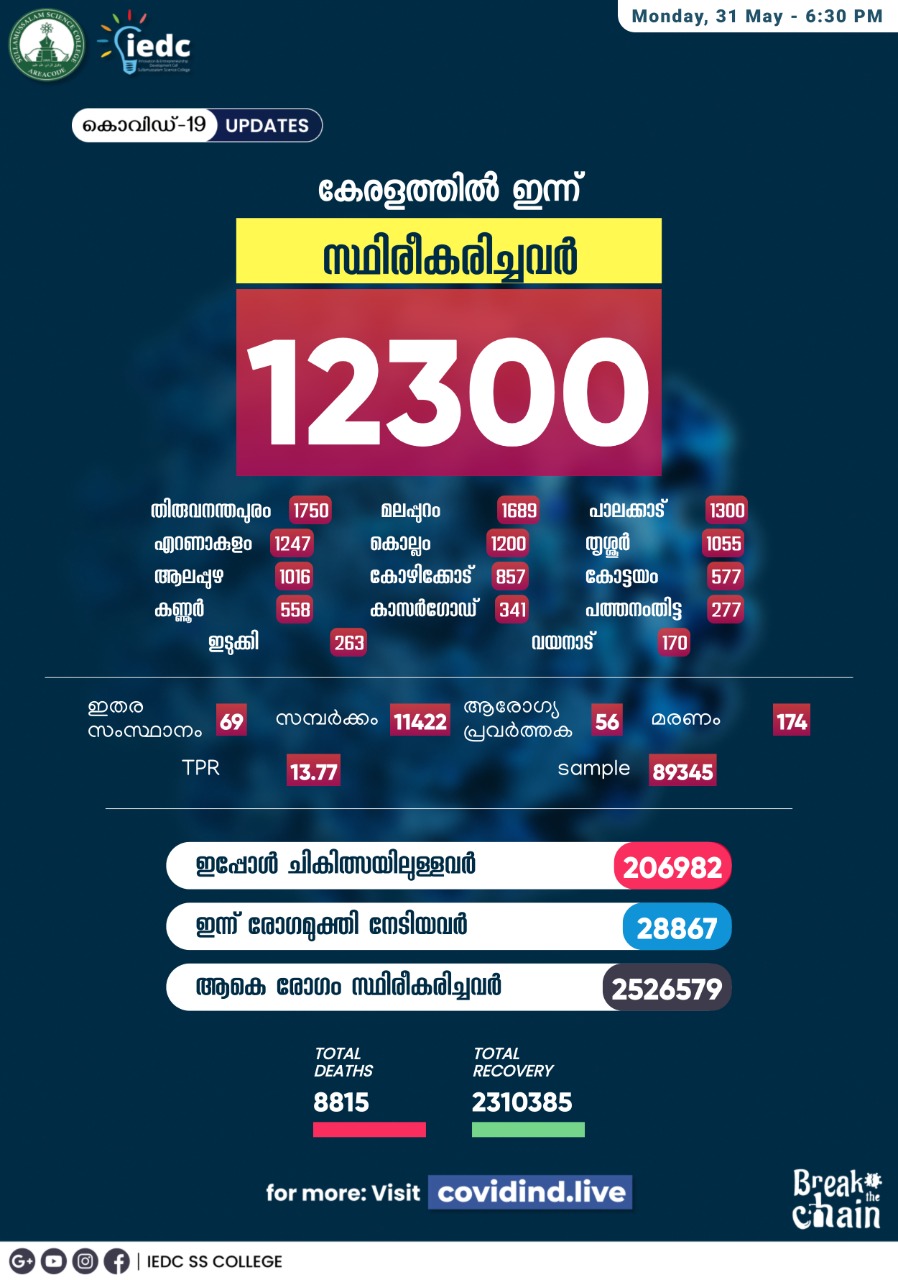 Monday, 31 May - 6:30 PM
SULLAMUSSALAM SCIENCE COLLEGE
AREACODE
iedc
കൊവിഡ്-19 UPDATES
കേരളത്തിൽ ഇന്ന്
സ്ഥിരീകരിച്ചവർ
12300
തിരുവനന്തപുരം 1750 മലപ്പുറം 1689 പാലക്കാട് 1300
എറണാകുളം 1247 കൊല്ലം 1200 തൃശ്ശൂർ 1055
ആലപ്പുഴ 1016 കോഴിക്കോട് 857 കോട്ടയം 577
കണ്ണൂർ 558 കാസർഗോഡ് 341 പത്തനംതിട്ട 277
ഇടുക്കി 263 വയനാട് 170
ഇതര
സംസ്ഥാനം 69
സമ്പർക്കം 11422
ആരോഗ്യ
പ്രവർത്തക 56
മരണം 174
TPR 13.77 sample 89345
ഇപ്പോൾ ചികിത്സയിലുള്ളവർ 206982
ഇന്ന് രോഗമുക്തി നേടിയവർ 28867
ആകെ രോഗം സ്ഥിരീകരിച്ചവർ 2526579
TOTAL
DEATHS
8815
TOTAL
RECOVERY
2310385
for more: Visit covidind.live
Break
the
chain
IEDC SS COLLEGE